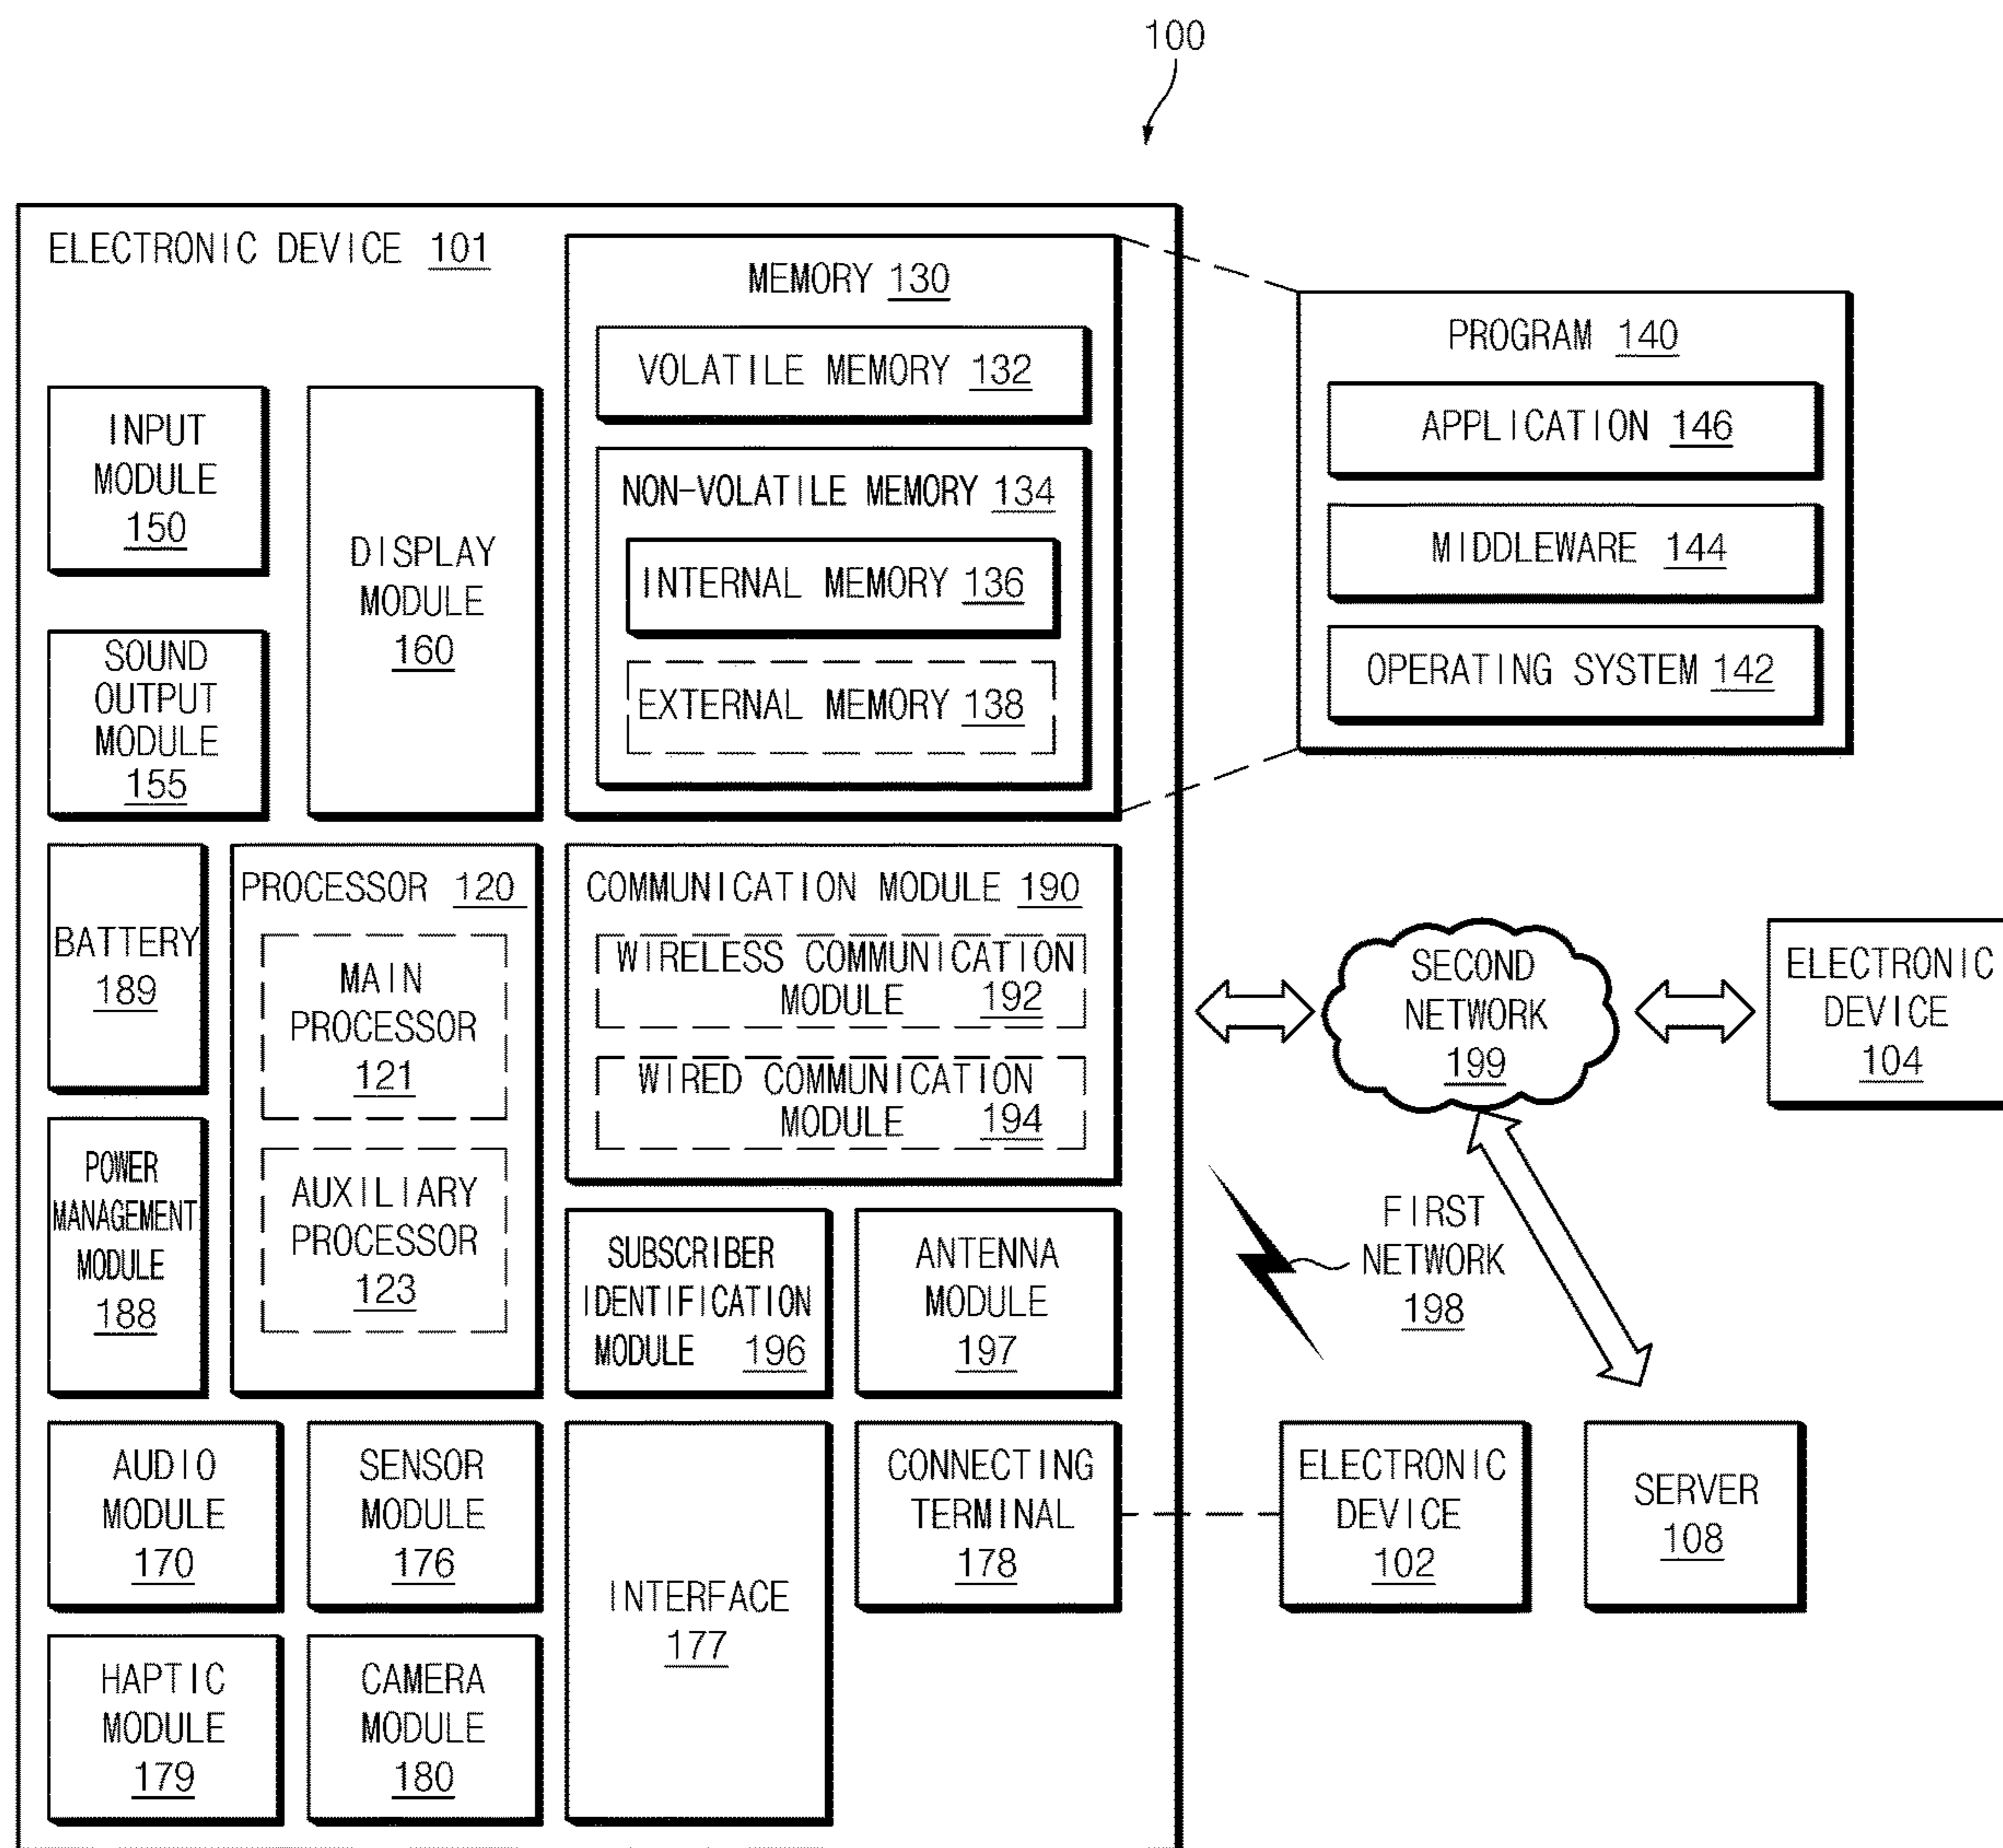 100
ELECTRONIC DEVICE 101
MEMORY 130
VOLATILE MEMORY 132
NON-VOLATILE MEMORY 134
INTERNAL MEMORY 136
EXTERNAL MEMORY 138
PROGRAM 140
APPLICATION 146
MIDDLEWARE 144
OPERATING SYSTEM 142
INPUT
MODULE
150
SOUND
OUTPUT
MODULE
155
DISPLAY
MODULE
160
BATTERY
189
POWER
MANAGEMENT
MODULE
188
PROCESSOR 120
MAIN
PROCESSOR
121
AUXILIARY
PROCESSOR
123
COMMUNICATION MODULE 190
WIRELESS COMMUNICATION
MODULE 192
WIRED COMMUNICATION
MODULE 194
SUBSCRIBER
IDENTIFICATION
MODULE 196
ANTENNA
MODULE
197
SECOND
NETWORK
199
ELECTRONIC
DEVICE
104
FIRST
NETWORK
198
AUDIO
MODULE
170
SENSOR
MODULE
176
INTERFACE
177
CONNECTING
TERMINAL
178
ELECTRONIC
DEVICE
102
SERVER
108
HAPTIC
MODULE
179
CAMERA
MODULE
180